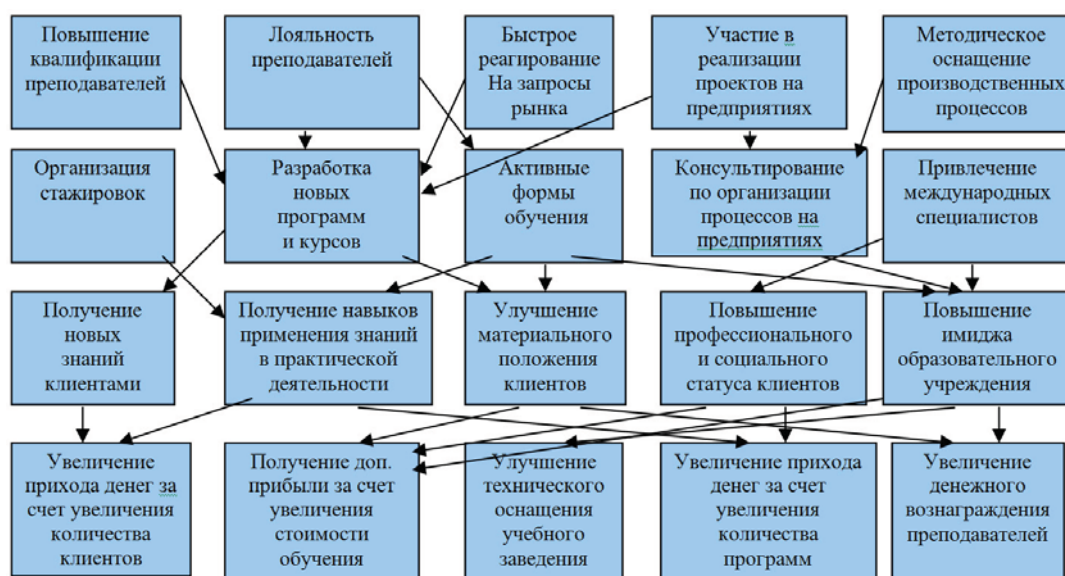 Повышение
квалификации
преподавателей
Лояльность
преподавателей
Быстрое
реагирование
На запросы
рынка
Участие в
реализации
проектов на
предприятиях
Методическое
оснащение
производственных
процессов
Организация
стажировок
Разработка
новых
программ
и курсов
Активные
формы
обучения
Консультирование
по организации
процессов на
предприятиях
Привлечение
международных
специалистов
Получение
новых
знаний
клиентами
Получение навыков
применения знаний
в практической
деятельности
Улучшение
материального
положения
клиентов
Повышение
профессионального
и социального
статуса клиентов
Повышение
имиджа
образовательного
учреждения
Увеличение
прихода денег за
счет увеличения
количества
клиентов
Получение доп.
прибыли за счет
увеличения
стоимости
обучения
Улучшение
технического
оснащения
учебного
заведения
Увеличение прихода
денег за счет
увеличения
количества
программ
Увеличение
денежного
вознаграждения
преподавателей